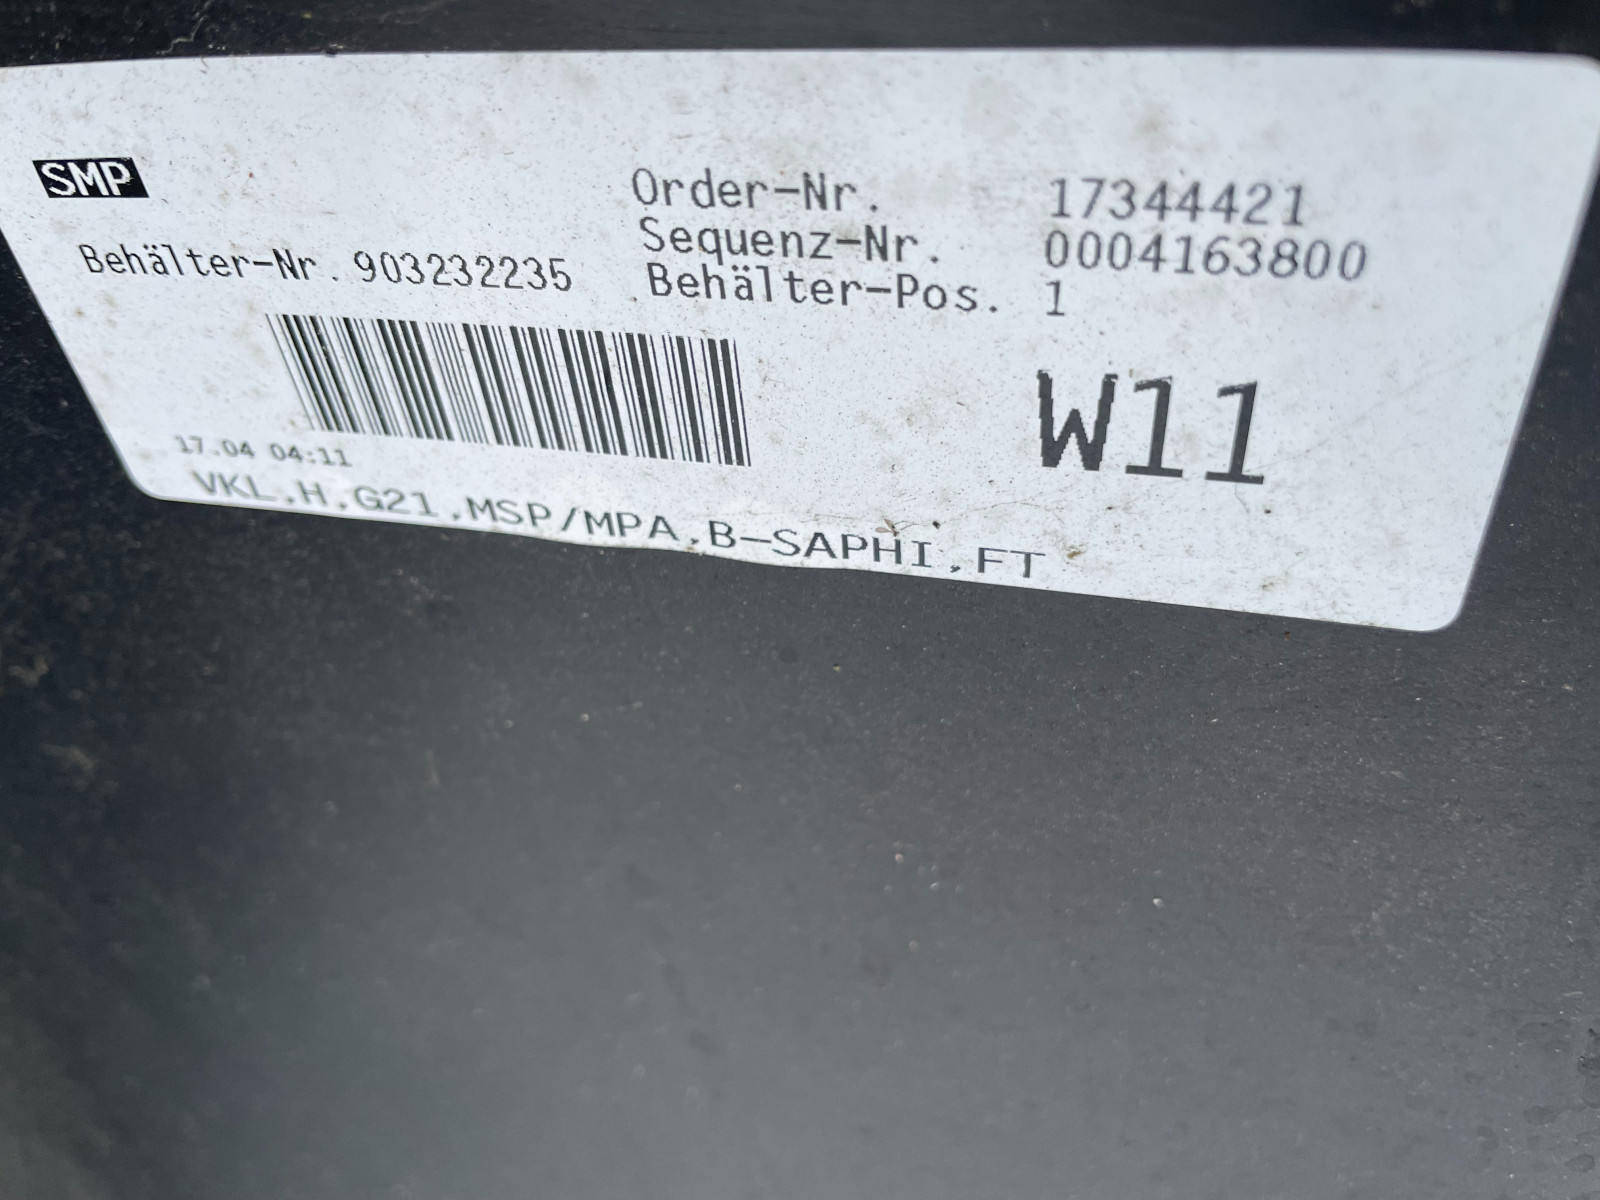 SMP
Order-Nr. 17344421
Sequenz-Nr. 0004163800
Behälter-Nr. 903232235
Behälter-Pos. 1
W11
17.04 04:11
VKL,H,G21,MSP/MPA,B-SAPHI,FT